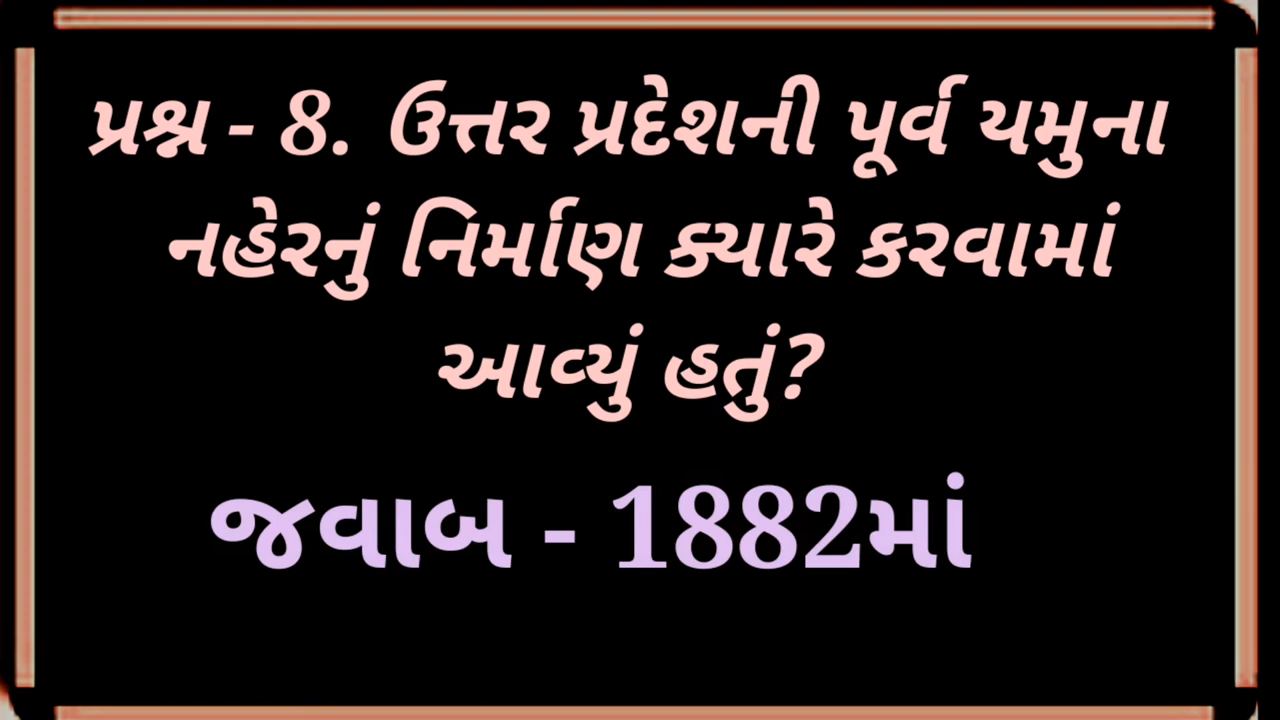 પ્રશ્ન - 8. ઉત્તર પ્રદેશની પૂર્વ યમુના
નહેરનું નિર્માણ ક્યારે કરવામાં
આવ્યું હતું?
જવાબ - 1882માં